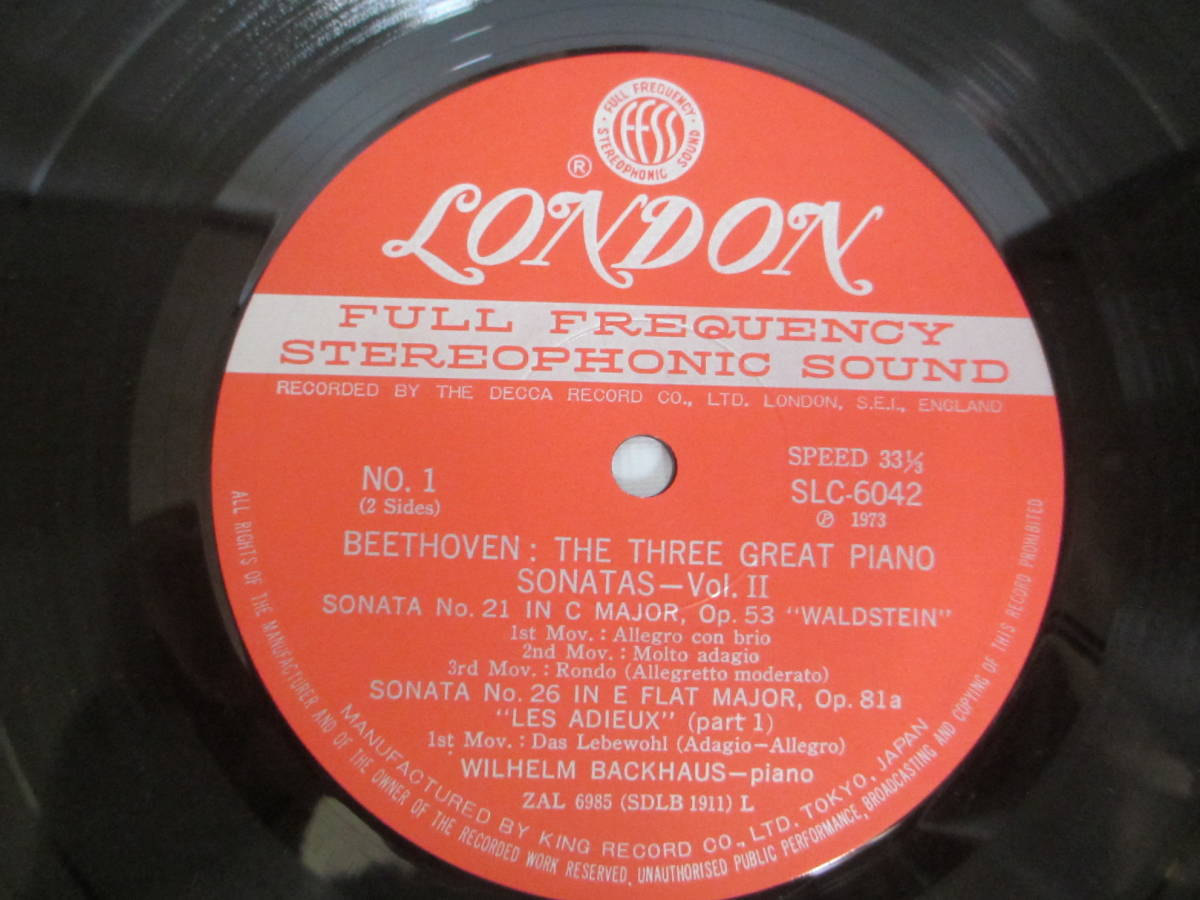 FULL FREQUENCY
STEREOPHONIC SOUND
FFSS
®
LONDON
FULL FREQUENCY
STEREOPHONIC SOUND
RECORDED BY THE DECCA RECORD CO., LTD. LONDON, S.E.I., ENGLAND
NO. 1
(2 Sides)
SPEED 33⅓
SLC-6042
℗ 1973
BEETHOVEN : THE THREE GREAT PIANO
SONATAS—Vol. II
SONATA No. 21 IN C MAJOR, Op. 53 "WALDSTEIN"
1st Mov. : Allegro con brio
2nd Mov. : Molto adagio
3rd Mov. : Rondo (Allegretto moderato)
SONATA No. 26 IN E FLAT MAJOR, Op. 81a
"LES ADIEUX" (part 1)
1st Mov. : Das Lebewohl (Adagio—Allegro)
WILHELM BACKHAUS—piano
ZAL 6985 (SDLB 1911) L
MANUFACTURED BY KING RECORD CO., LTD. TOKYO, JAPAN
ALL RIGHTS OF THE MANUFACTURER AND OF THE OWNER OF THE RECORDED WORK RESERVED, UNAUTHORISED PUBLIC PERFORMANCE, BROADCASTING AND COPYING OF THIS RECORD PROHIBITED